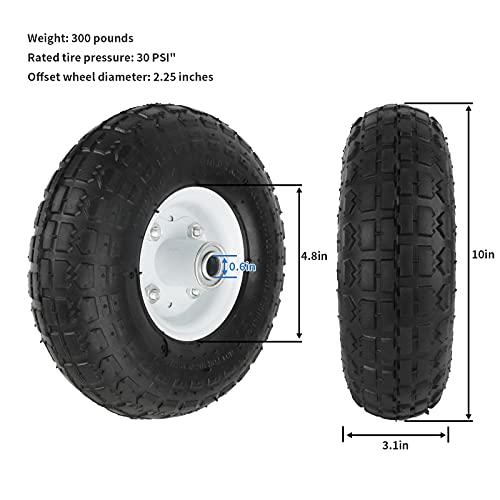 Weight: 300 pounds
Rated tire pressure: 30 PSI"
Offset wheel diameter: 2.25 inches
0.6in
4.8in
10in
3.1in